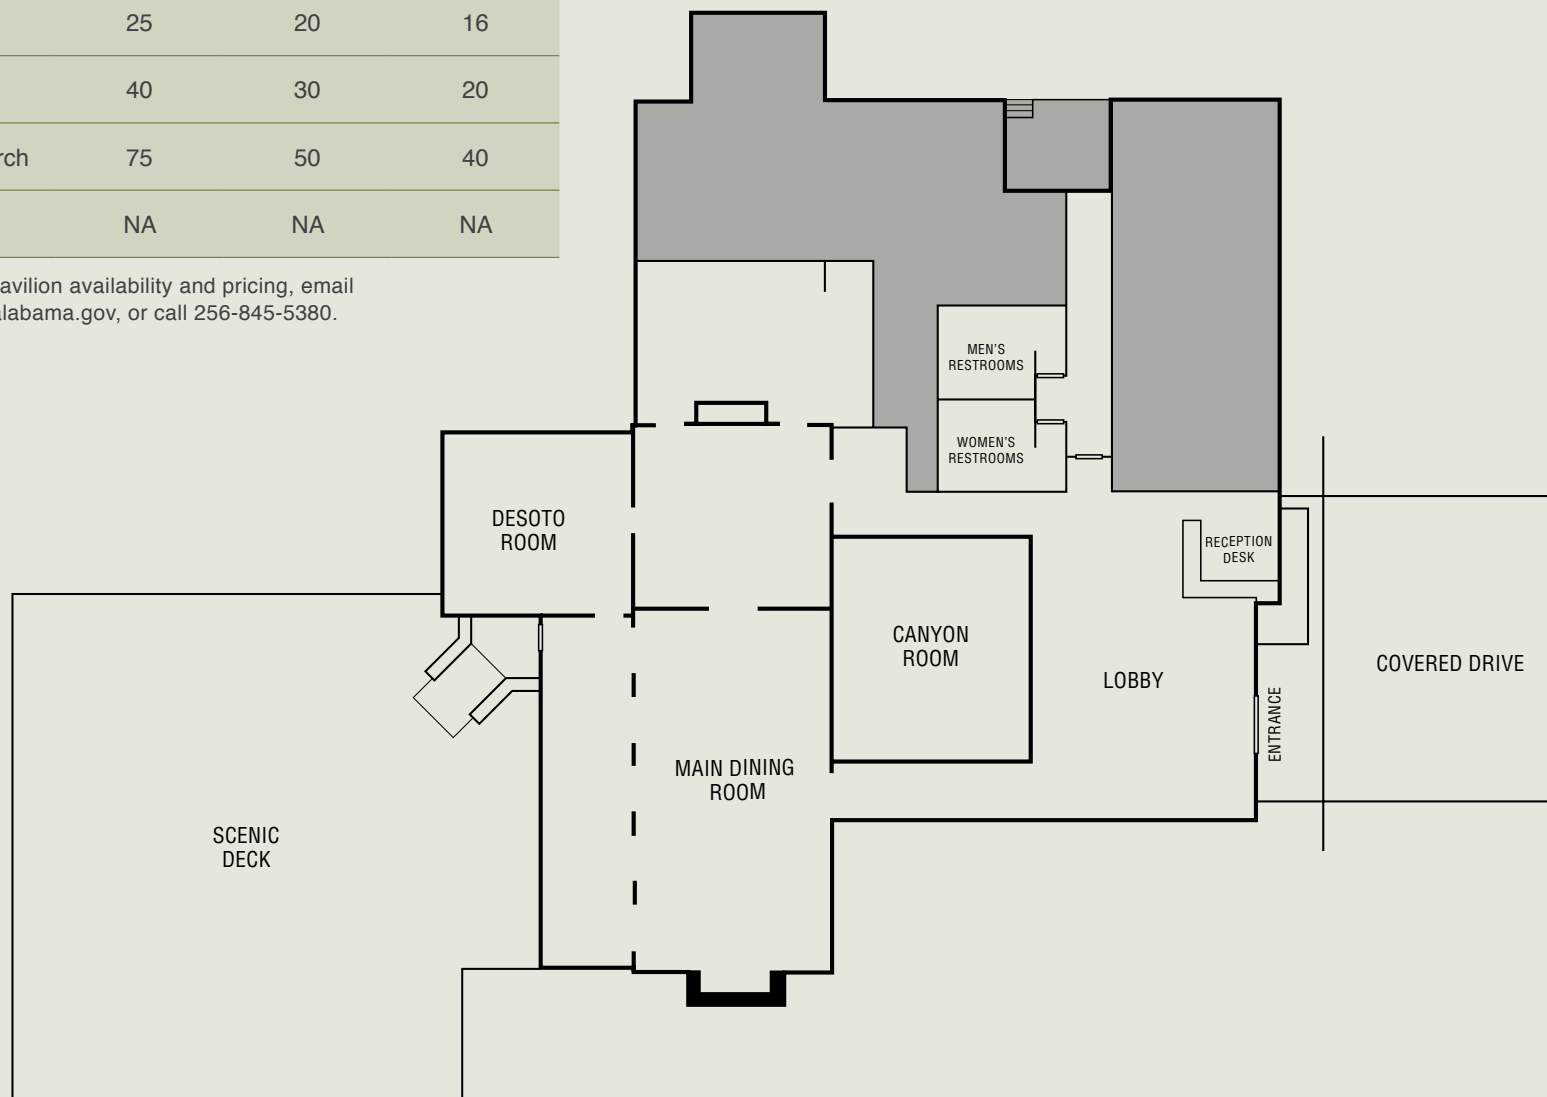 25 20 16
40 30 20
rch 75 50 40
NA NA NA
avilion availability and pricing, email
labama.gov, or call 256-845-5380.
MEN'S
RESTROOMS
WOMEN'S
RESTROOMS
DESOTO
ROOM
RECEPTION
DESK
CANYON
ROOM
LOBBY
COVERED DRIVE
ENTRANCE
MAIN DINING
ROOM
SCENIC
DECK